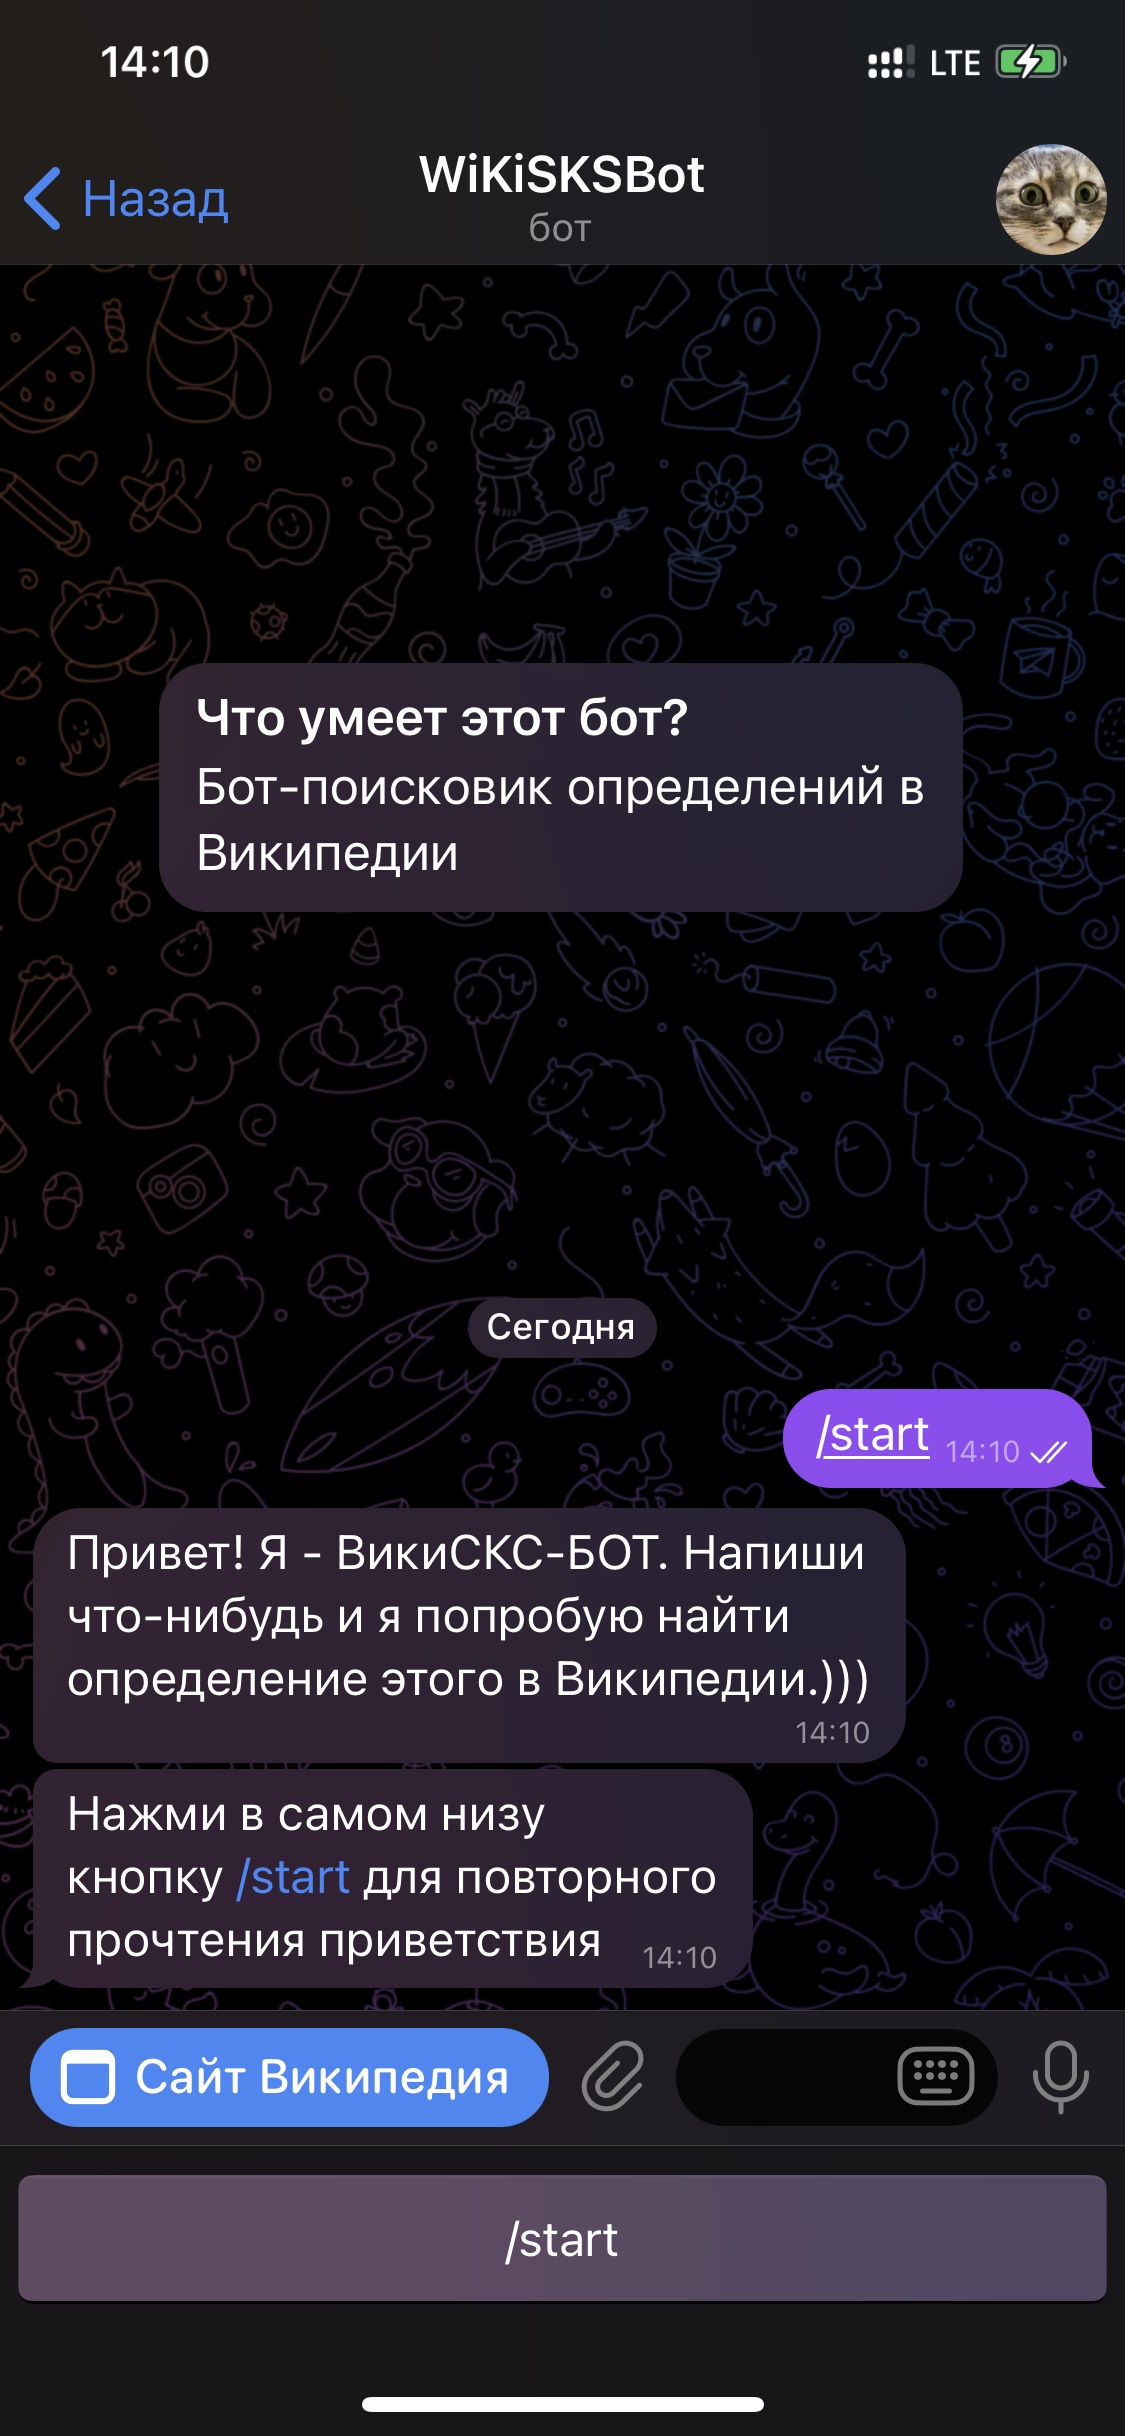 14:10
LTE
Назад
WiKiSKSBot
бот
Что умеет этот бот?
Бот-поисковик определений в
Википедии
Сегодня
/start 14:10
Привет! Я - ВикиСКС-БОТ. Напиши
что-нибудь и я попробую найти
определение этого в Википедии.)))
14:10
Нажми в самом низу
кнопку /start для повторного
прочтения приветствия 14:10
Сайт Википедия
/start